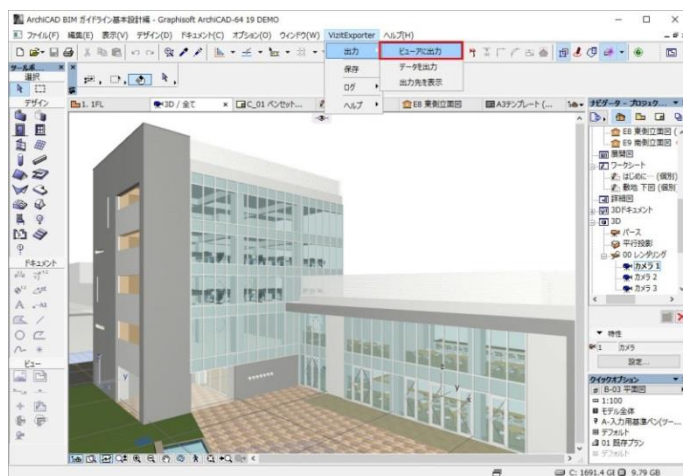 ArchiCAD BIM ガイドライン基本設計編 - Graphisoft ArchiCAD-64 19 DEMO
ファイル(F) 編集(E) 表示(V) デザイン(D) ドキュメント(C) オプション(O) ウィンドウ(W) VizitExporter ヘルプ(H)
出力 ビューアに出力
保存 データを出力
ログ 出力先を表示
ヘルプ
選択
デザイン
1. 1FL
3D / 全て
C_01 パンセット...
E8 東側立面図
A3テンプレート (...
ナビゲータ - プロジェク...
E8 東側立面図 (
E9 南側立面図
展開図
ワークシート
はじめに… (個別)
敷地 下図 (個別)
詳細図
3Dドキュメント
3D
パース
平行投影
00 レンダリング
カメラ 1
カメラ 2
カメラ 3
ドキュメント
ビュー
特性
1 カメラ
設定...
クイックオプション
B-03 平面図
1:100
モデル全体
A-入力用基準ペン(ツー...
デフォルト
01 既存プラン
デフォルト
C: 1691.4 GI 9.79 GB